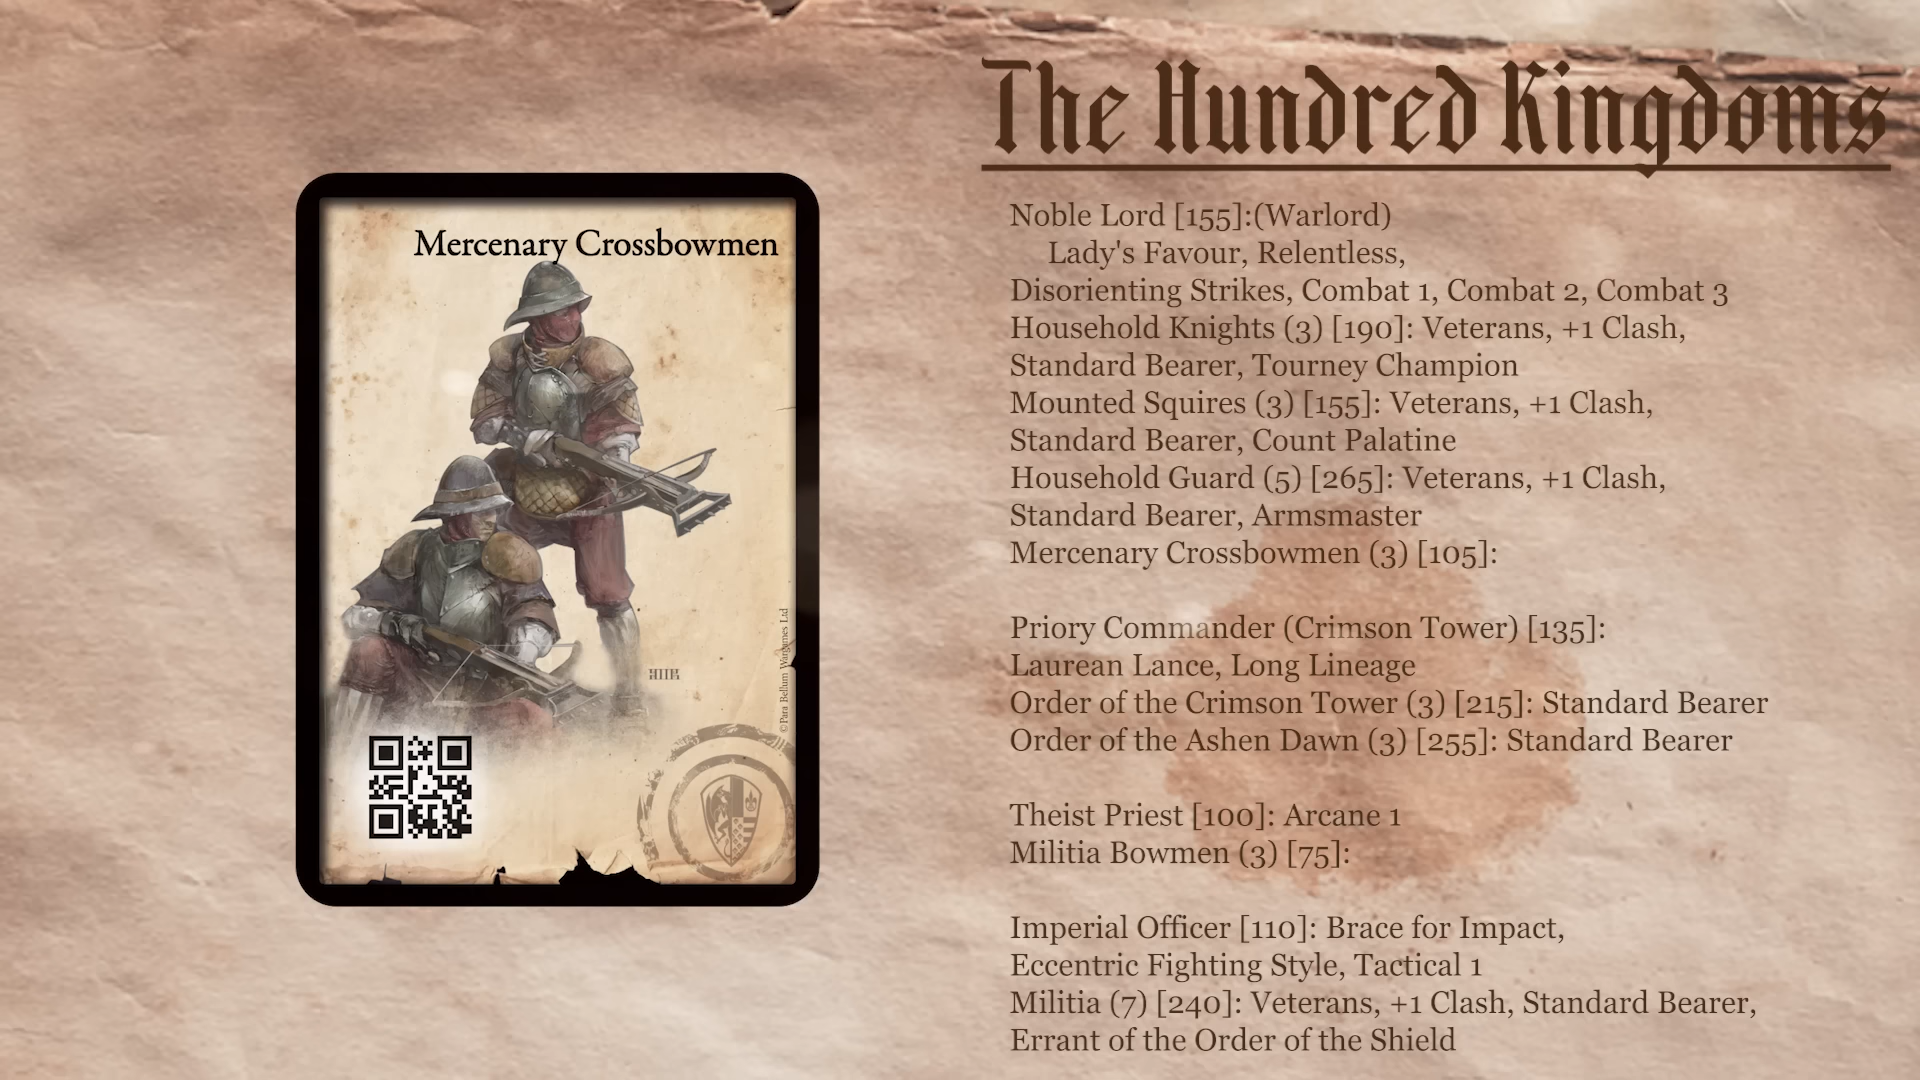 The Hundred Kingdoms
Mercenary Crossbowmen
©Para Bellum Wargames Ltd
Noble Lord [155]:(Warlord)
Lady's Favour, Relentless,
Disorienting Strikes, Combat 1, Combat 2, Combat 3
Household Knights (3) [190]: Veterans, +1 Clash,
Standard Bearer, Tourney Champion
Mounted Squires (3) [155]: Veterans, +1 Clash,
Standard Bearer, Count Palatine
Household Guard (5) [265]: Veterans, +1 Clash,
Standard Bearer, Armsmaster
Mercenary Crossbowmen (3) [105]:
Priory Commander (Crimson Tower) [135]:
Laurean Lance, Long Lineage
Order of the Crimson Tower (3) [215]: Standard Bearer
Order of the Ashen Dawn (3) [255]: Standard Bearer
Theist Priest [100]: Arcane 1
Militia Bowmen (3) [75]:
Imperial Officer [110]: Brace for Impact,
Eccentric Fighting Style, Tactical 1
Militia (7) [240]: Veterans, +1 Clash, Standard Bearer,
Errant of the Order of the Shield